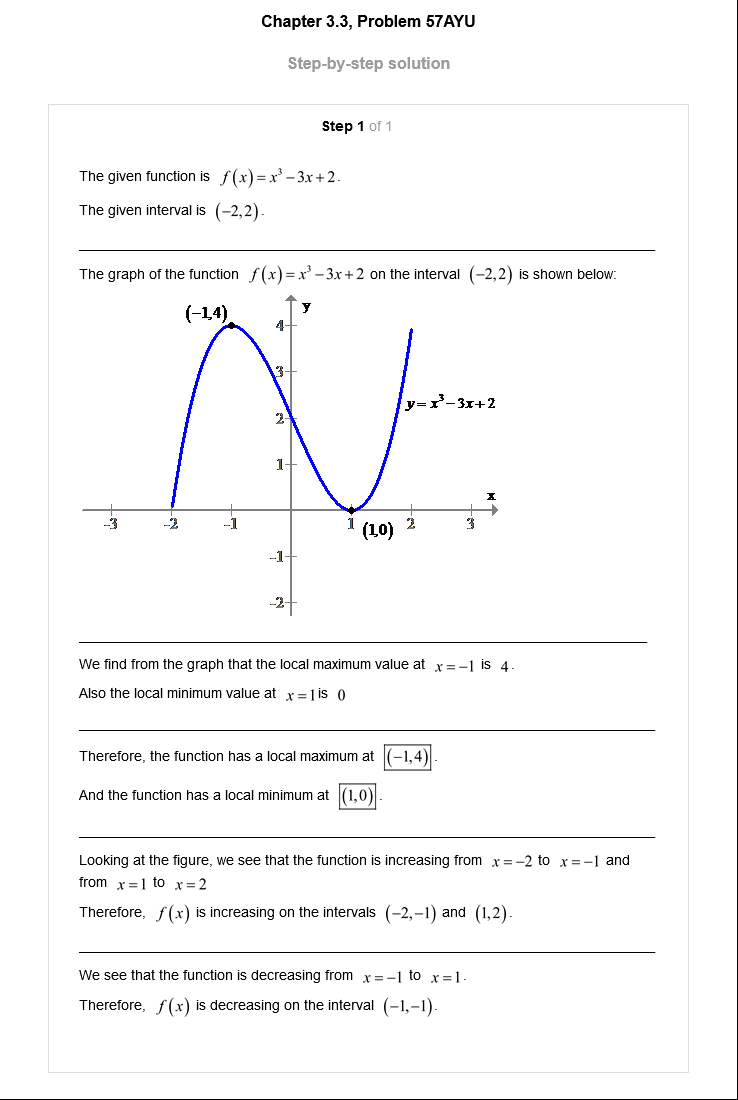 Chapter 3.3, Problem 57AYU
Step-by-step solution
Step 1 of 1
The given function is f(x)=x³−3x+2.
The given interval is (−2,2).
The graph of the function f(x)=x³−3x+2 on the interval (−2,2) is shown below:
(−1,4)
y
4
3
y=x³−3x+2
2
1
x
−3 −2 −1 1 2 3
(1,0)
−1
−2
We find from the graph that the local maximum value at x=−1 is 4.
Also the local minimum value at x=1 is 0
Therefore, the function has a local maximum at (−1,4).
And the function has a local minimum at (1,0).
Looking at the figure, we see that the function is increasing from x=−2 to x=−1 and
from x=1 to x=2
Therefore, f(x) is increasing on the intervals (−2,−1) and (1,2).
We see that the function is decreasing from x=−1 to x=1.
Therefore, f(x) is decreasing on the interval (−1,−1).